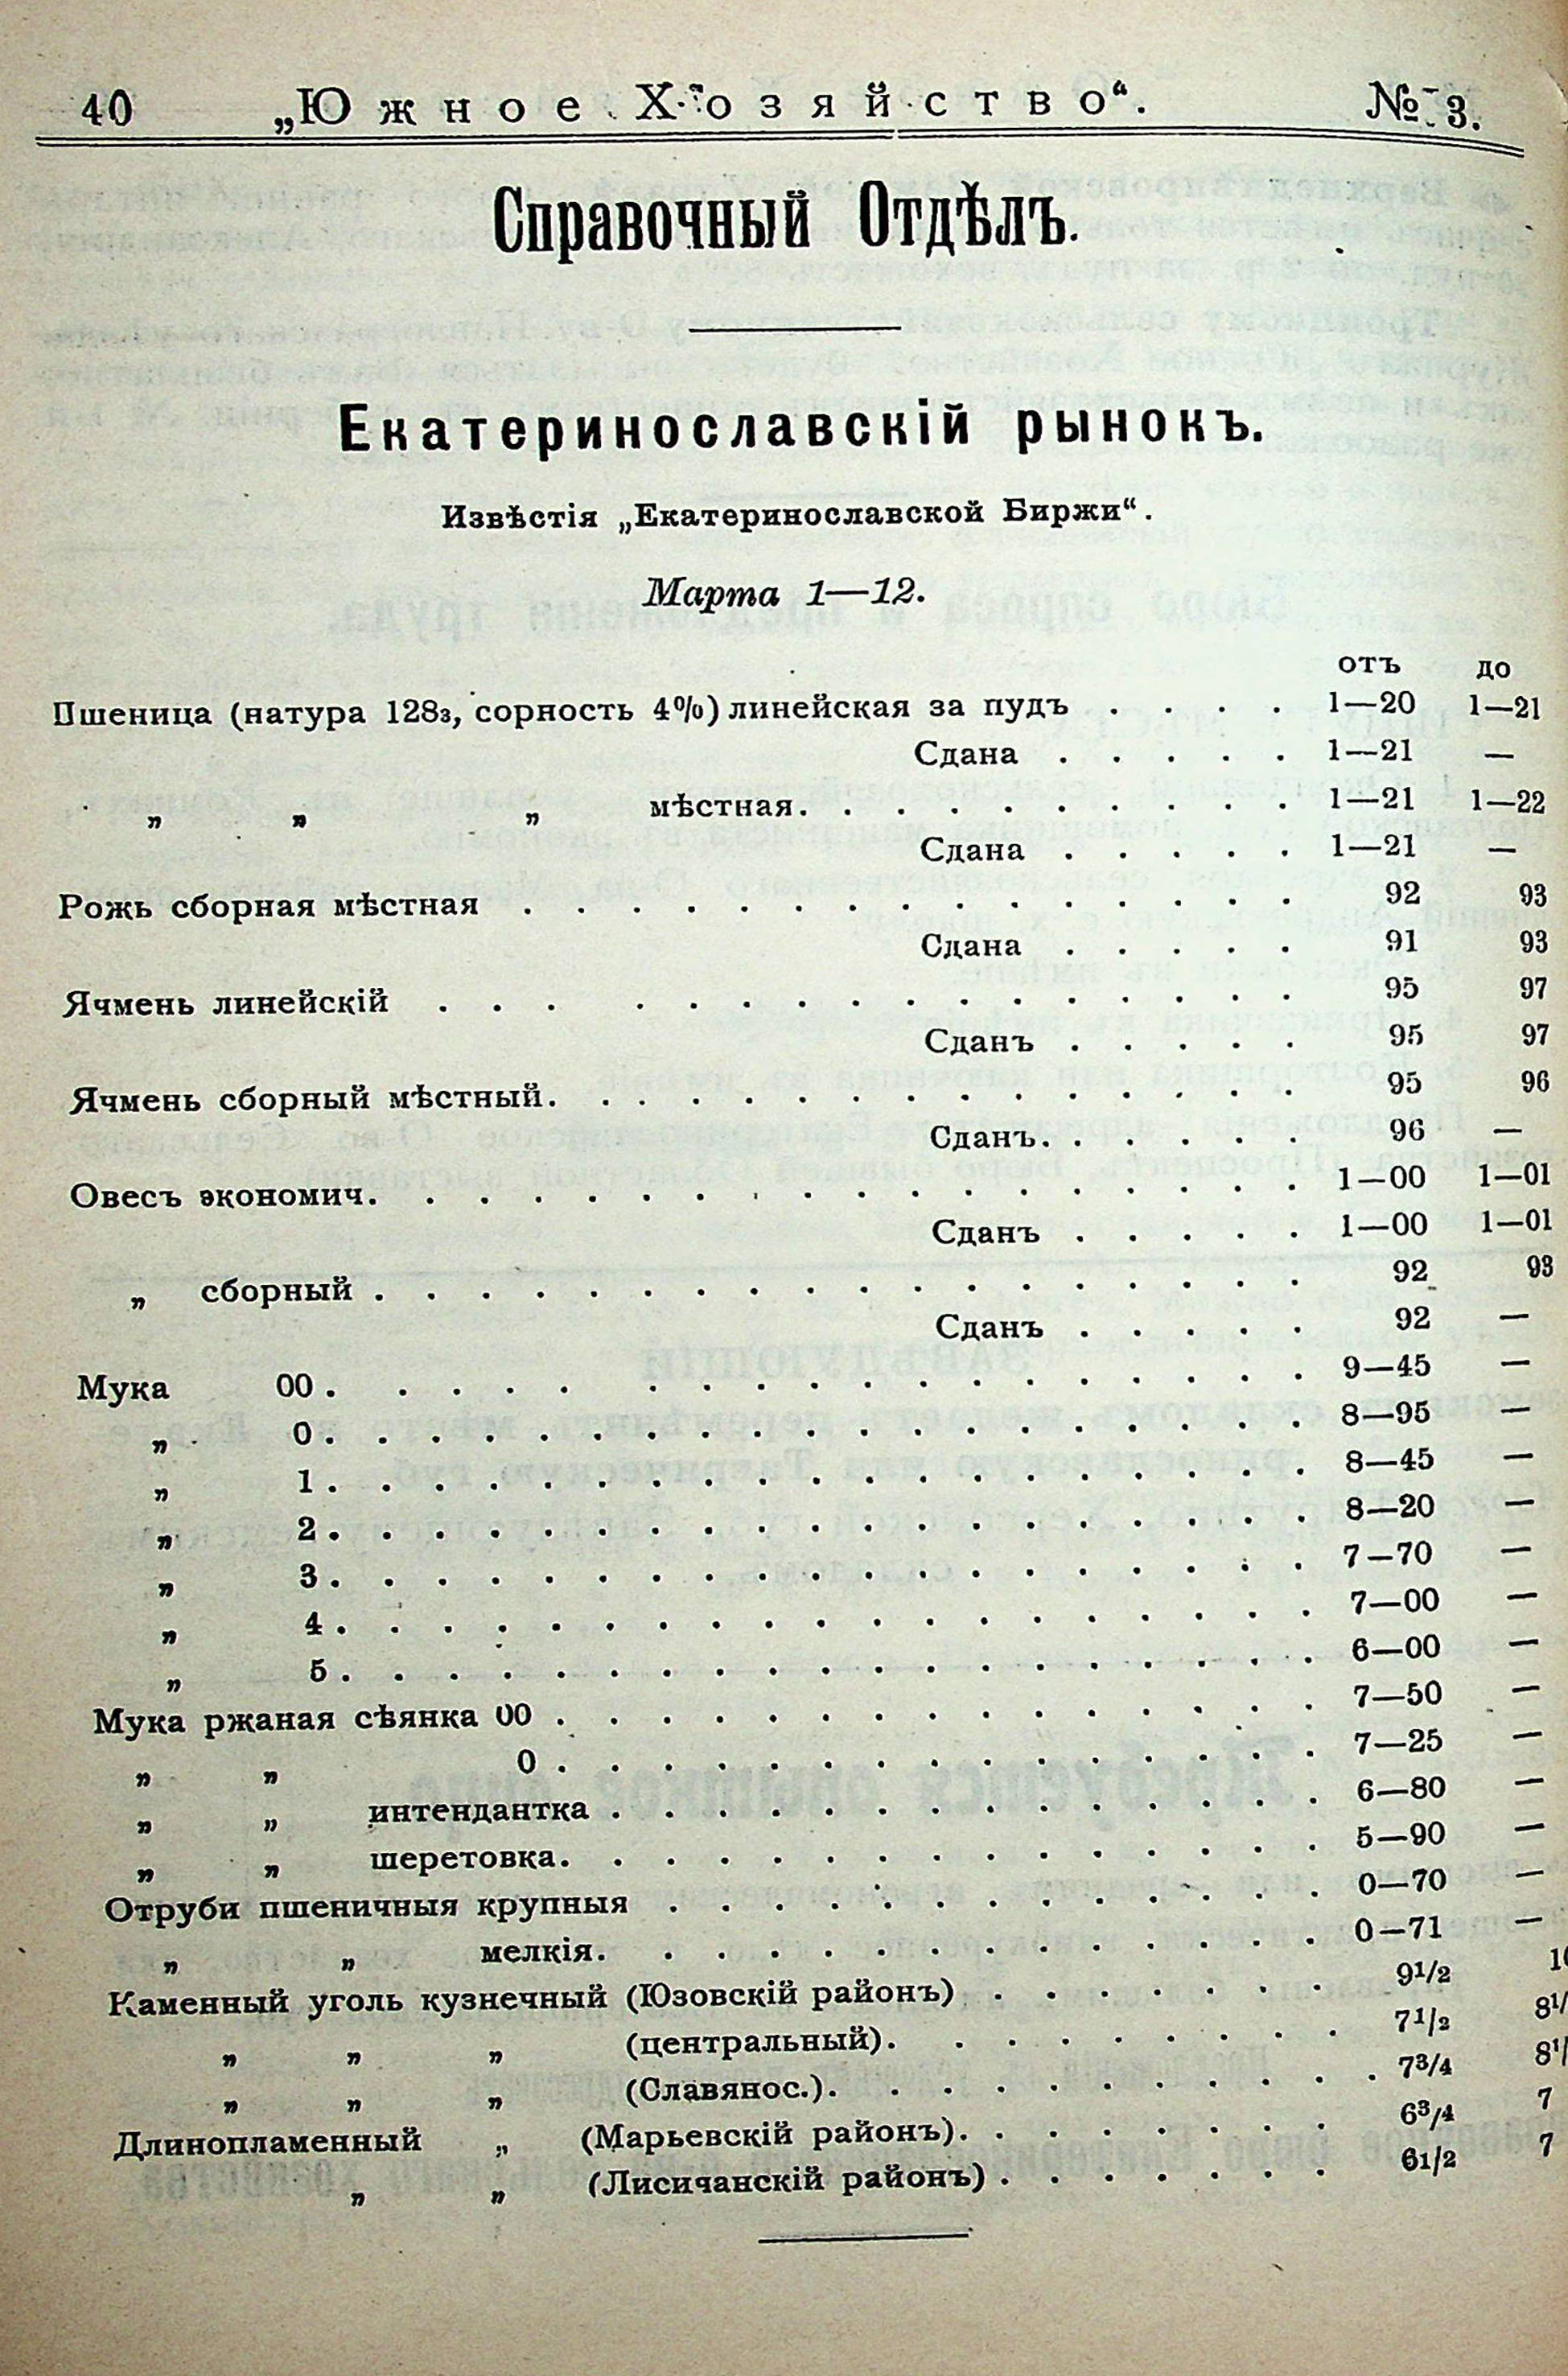 40 „Южное Хозяйство“. № 3.
Справочный Отдѣлъ.
Екатеринославскій рынокъ.
Извѣстія „Екатеринославской Биржи“.
Марта 1—12.
отъ до
Пшеница (натура 128з, сорность 4%) линейская за пудъ . . . . 1—20 1—21
Сдана . . . . . 1—21 —
„ „ „ мѣстная. . . . . . . . . . 1—21 1—22
Сдана . . . . . 1—21 —
Рожь сборная мѣстная . . . . . . . . . . . . . . . 92 93
Сдана . . . . . 91 93
Ячмень линейскій . . . . . . . . . . . . . . . . 95 97
Сданъ . . . . . 95 97
Ячмень сборный мѣстный. . . . . . . . . . . . . . . 95 96
Сданъ. . . . . . 96 —
Овесъ экономич. . . . . . . . . . . . . . . . . . 1—00 1—01
Сданъ . . . . . 1—00 1—01
„ сборный . . . . . . . . . . . . . . . . . . 92 93
Сданъ . . . . . 92 —
Мука 00 . . . . . . . . . . . . . . . . . . 9—45 —
„ 0 . . . . . . . . . . . . . . . . . . . 8—95 —
„ 1 . . . . . . . . . . . . . . . . . . . 8—45 —
„ 2 . . . . . . . . . . . . . . . . . . . 8—20 —
„ 3 . . . . . . . . . . . . . . . . . . . 7—70 —
„ 4 . . . . . . . . . . . . . . . . . . . 7—00 —
„ 5 . . . . . . . . . . . . . . . . . . . 6—00 —
Мука ржаная сѣянка 00 . . . . . . . . . . . . . . . 7—50 —
„ „ 0 . . . . . . . . . . . . . . . 7—25 —
„ „ интендантка . . . . . . . . . . . . . . 6—80 —
„ „ шеретовка. . . . . . . . . . . . . . . 5—90 —
Отруби пшеничныя крупныя . . . . . . . . . . . . . 0—70 —
„ „ мелкія. . . . . . . . . . . . . . 0—71 —
Каменный уголь кузнечный (Юзовскій районъ) . . . . . . . 9½
„ „ „ (центральный). . . . . . . . . 7½
„ „ „ (Славянос.). . . . . . . . . . . 7¾
Длинопламенный „ (Марьевскій районъ). . . . . . . . 6¾ 7
„ „ (Лисичанскій районъ) . . . . . . . 6½ 7